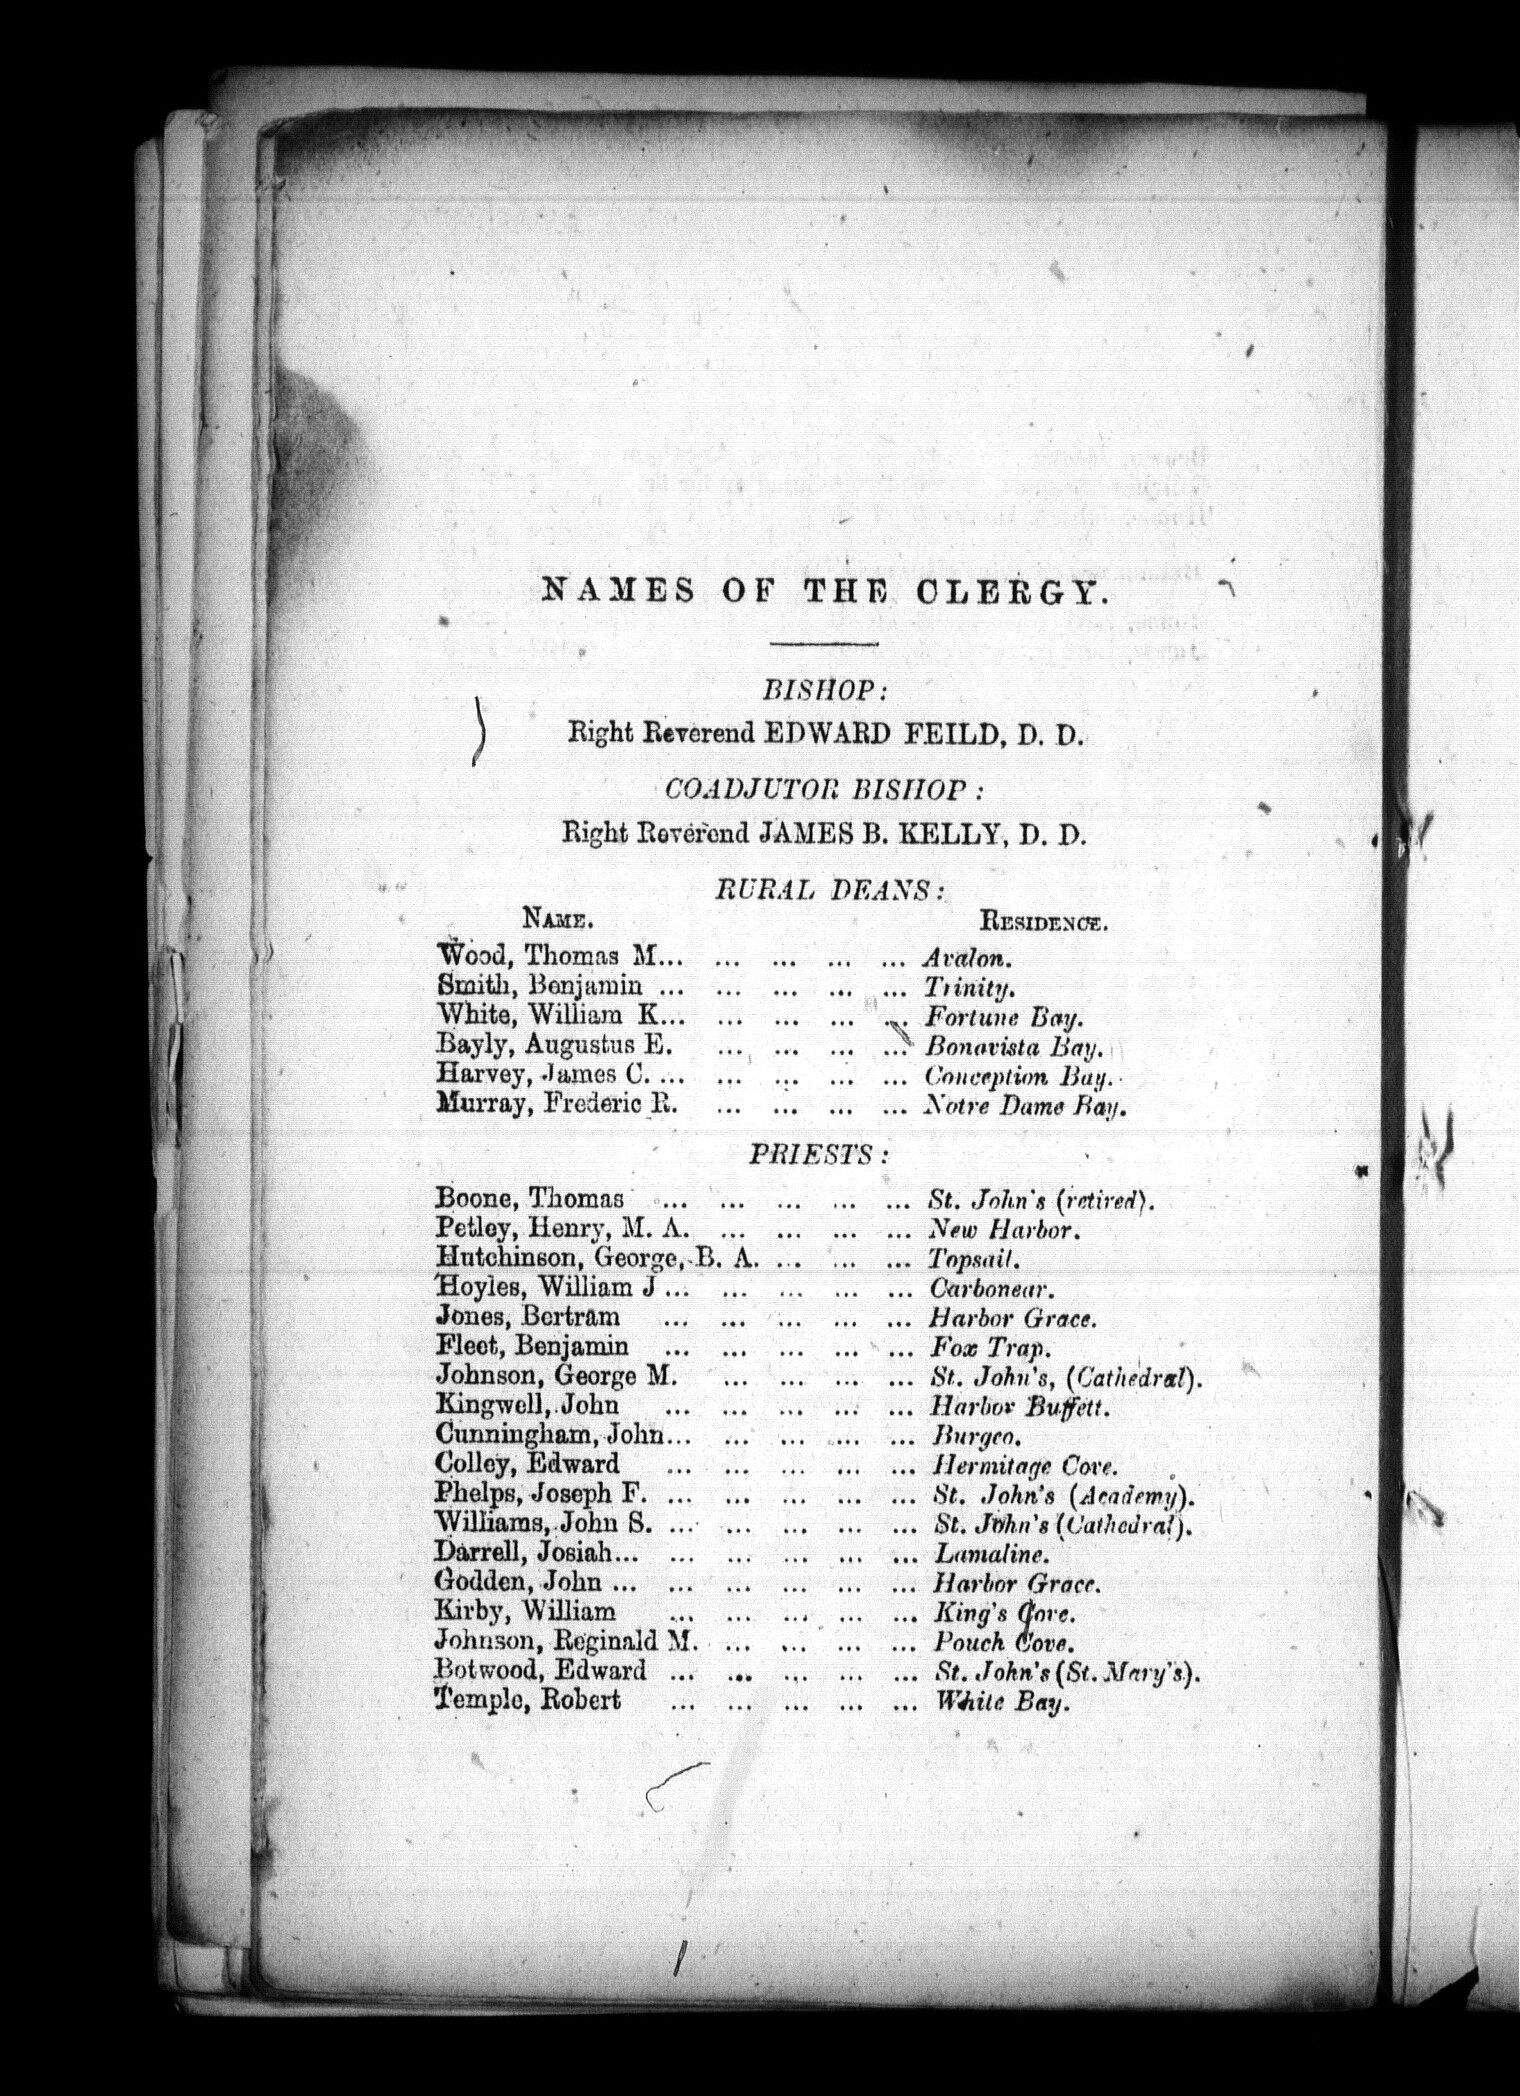 NAMES OF THE CLERGY.
BISHOP:
Right Reverend EDWARD FEILD, D. D.
COADJUTOR BISHOP:
Right Reverend JAMES B. KELLY, D. D.
RURAL DEANS:
NAME. RESIDENCE.
Wood, Thomas M... ... ... ... ... Avalon.
Smith, Benjamin ... ... ... ... ... Trinity.
White, William K... ... ... ... ... Fortune Bay.
Bayly, Augustus E. ... ... ... ... Bonavista Bay.
Harvey, James C. ... ... ... ... ... Conception Bay.
Murray, Frederic R. ... ... ... ... Notre Dame Bay.
PRIESTS:
Boone, Thomas ... ... ... ... ... St. John's (retired).
Petley, Henry, M. A. ... ... ... ... New Harbor.
Hutchinson, George, B. A. ... ... ... Topsail.
Hoyles, William J ... ... ... ... ... Carbonear.
Jones, Bertram ... ... ... ... ... Harbor Grace.
Fleet, Benjamin ... ... ... ... ... Fox Trap.
Johnson, George M. ... ... ... ... St. John's, (Cathedral).
Kingwell, John ... ... ... ... ... Harbor Buffett.
Cunningham, John... ... ... ... ... Burgeo.
Colley, Edward ... ... ... ... ... Hermitage Cove.
Phelps, Joseph F. ... ... ... ... ... St. John's (Academy).
Williams, John S. ... ... ... ... ... St. John's (Cathedral).
Darrell, Josiah... ... ... ... ... ... Lamaline.
Godden, John ... ... ... ... ... ... Harbor Grace.
Kirby, William ... ... ... ... ... King's Cove.
Johnson, Reginald M. ... ... ... ... Pouch Cove.
Botwood, Edward ... ... ... ... ... St. John's (St. Mary's).
Temple, Robert ... ... ... ... ... White Bay.